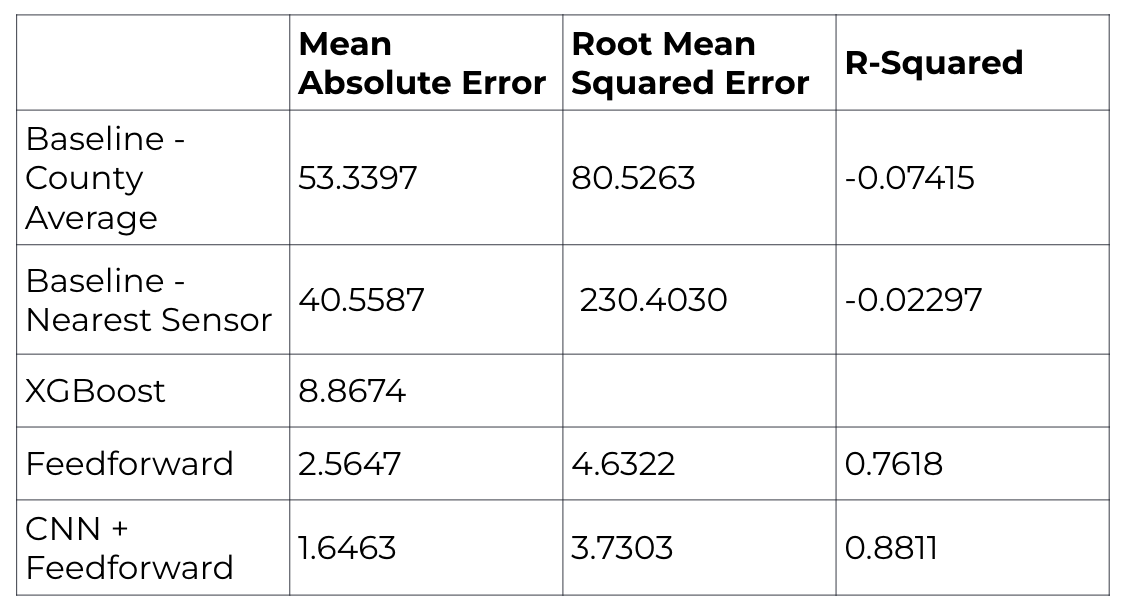 Mean
Absolute Error
Root Mean
Squared Error
R-Squared
Baseline -
County
Average
53.3397
80.5263
-0.07415
Baseline -
Nearest Sensor
40.5587
230.4030
-0.02297
XGBoost
8.8674
Feedforward
2.5647
4.6322
0.7618
CNN +
Feedforward
1.6463
3.7303
0.8811